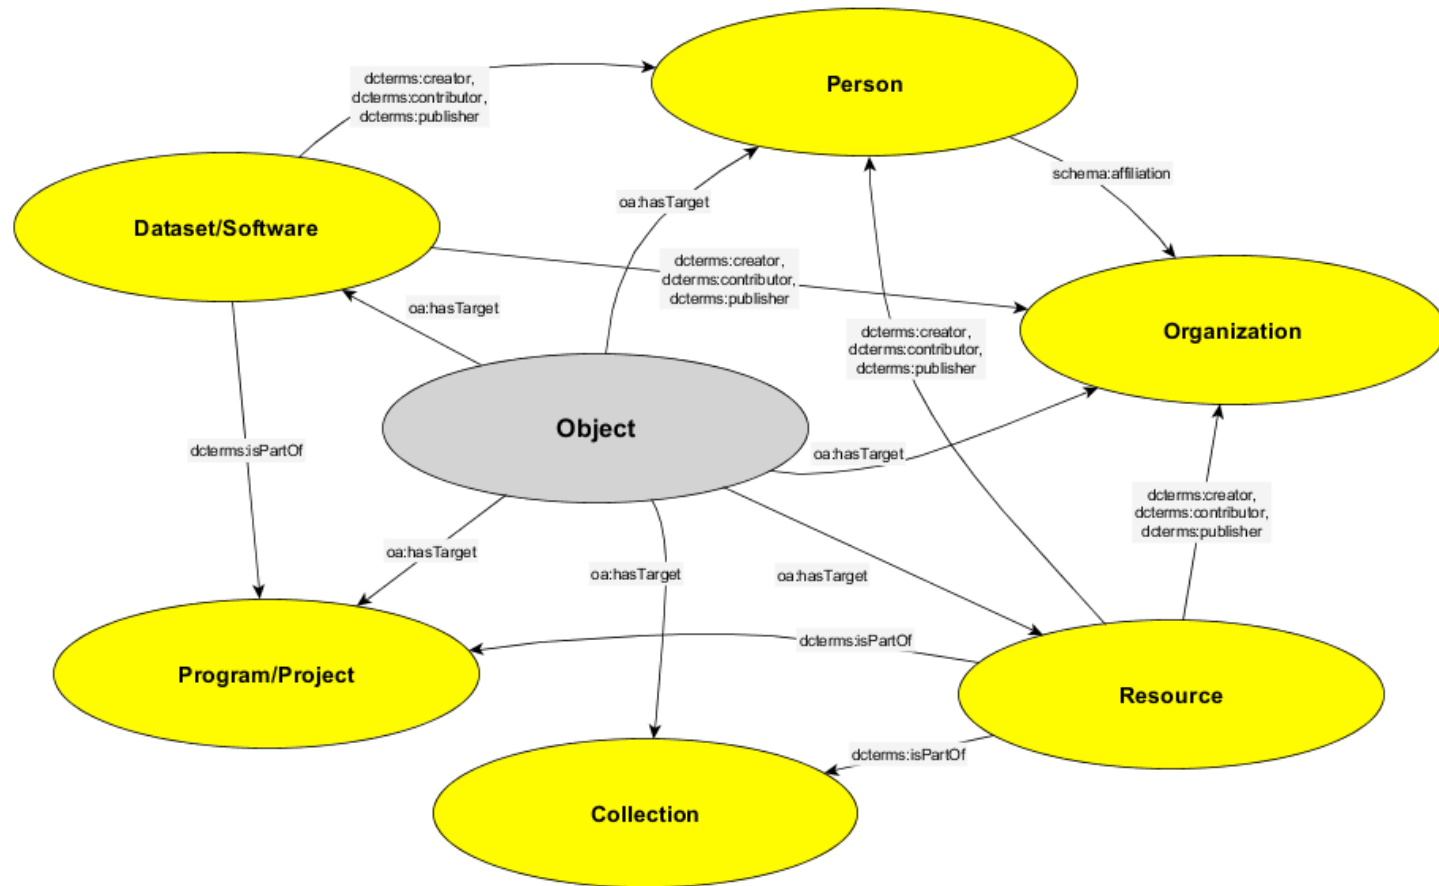 dcterms:creator,
dcterms:contributor,
dcterms:publisher
Person
schema:affiliation
oa:hasTarget
Dataset/Software
dcterms:creator,
dcterms:contributor,
dcterms:publisher
oa:hasTarget
Organization
dcterms:creator,
dcterms:contributor,
dcterms:publisher
Object
dcterms:isPartOf
oa:hasTarget
dcterms:creator,
dcterms:contributor,
dcterms:publisher
oa:hasTarget
oa:hasTarget
oa:hasTarget
dcterms:isPartOf
Program/Project
Resource
dcterms:isPartOf
Collection